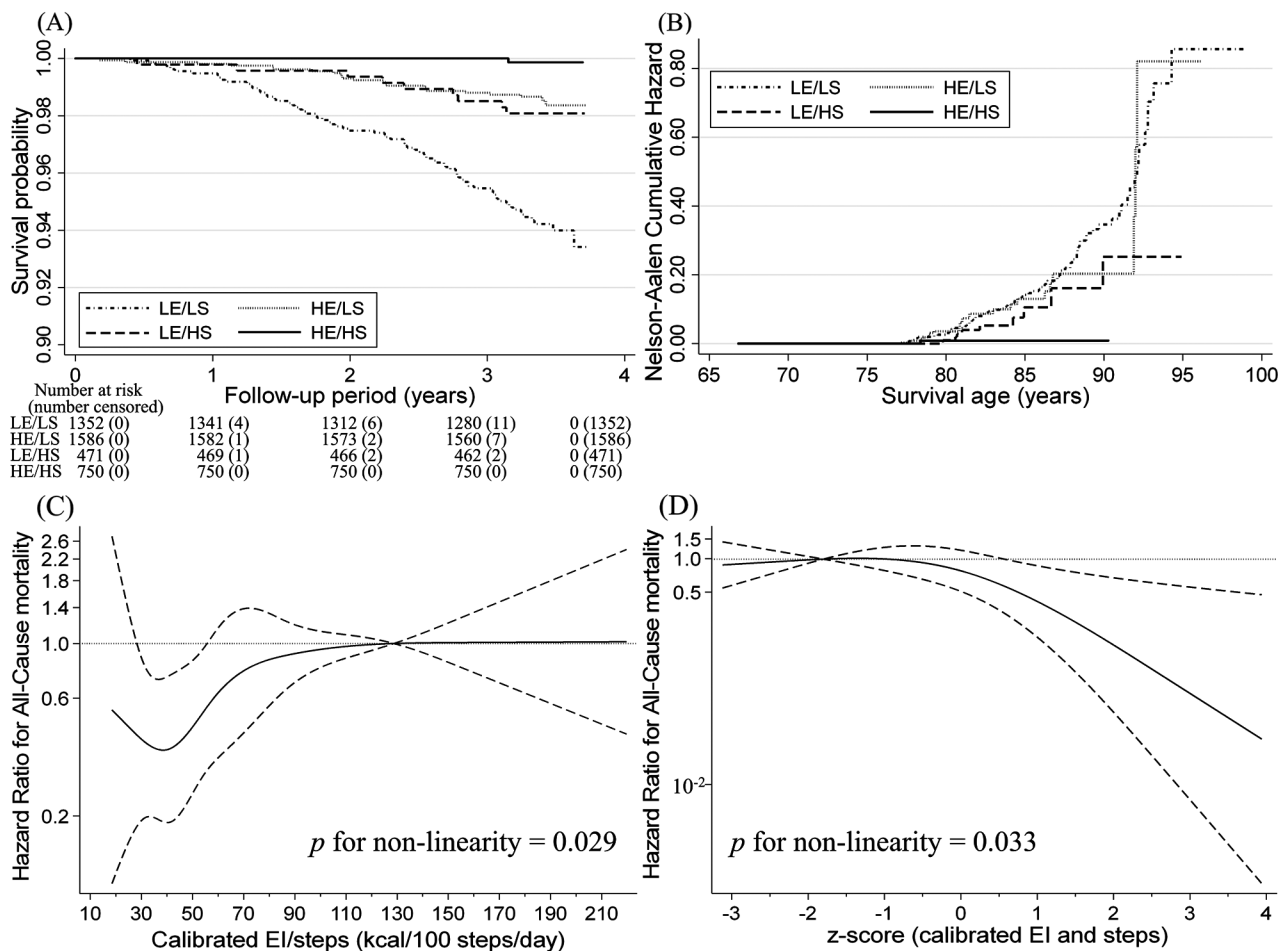 (A)
Survival probability
1.00
0.98
0.96
0.94
0.92
0.90
LE/LS HE/LS
LE/HS HE/HS
0 1 2 3 4
Follow-up period (years)
Number at risk
(number censored)
LE/LS 1352 (0) 1341 (4) 1312 (6) 1280 (11) 0 (1352)
HE/LS 1586 (0) 1582 (1) 1573 (2) 1560 (7) 0 (1586)
LE/HS 471 (0) 469 (1) 466 (2) 462 (2) 0 (471)
HE/HS 750 (0) 750 (0) 750 (0) 750 (0) 0 (750)
(B)
Nelson-Aalen Cumulative Hazard
0.80
0.60
0.40
0.20
0.00
LE/LS HE/LS
LE/HS HE/HS
65 70 75 80 85 90 95 100
Survival age (years)
(C)
Hazard Ratio for All-Cause mortality
2.6
2.2
1.8
1.4
1.0
0.6
0.2
p for non-linearity = 0.029
10 30 50 70 90 110 130 150 170 190 210
Calibrated EI/steps (kcal/100 steps/day)
(D)
Hazard Ratio for All-Cause mortality
1.5
1.0
0.5
10-2
p for non-linearity = 0.033
-3 -2 -1 0 1 2 3 4
z-score (calibrated EI and steps)